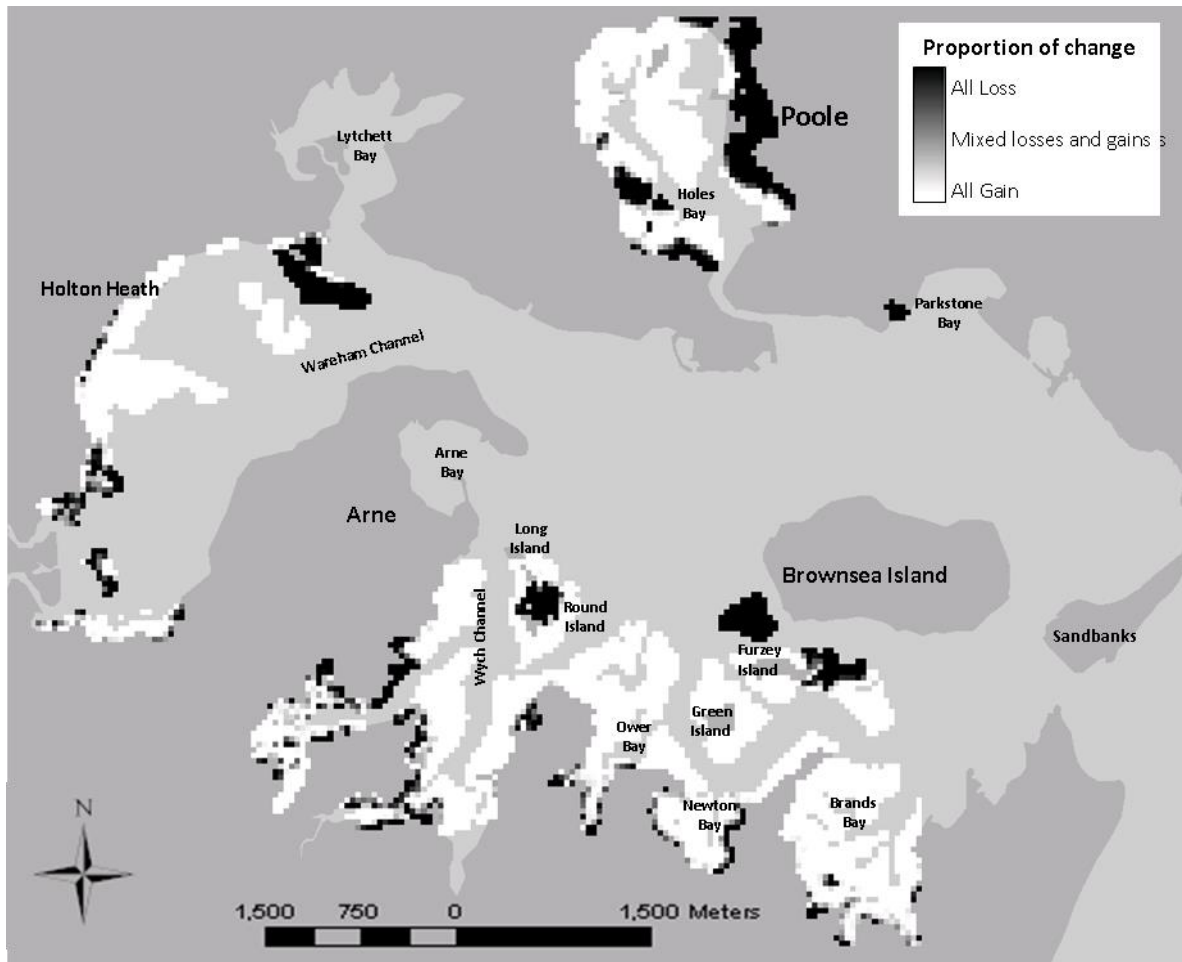 Proportion of change
All Loss
Mixed losses and gains s
All Gain
Poole
Lytchett
Bay
Holes
Bay
Holton Heath
Parkstone
Bay
Wareham Channel
Arne
Bay
Arne
Long
Island
Brownsea Island
Round
Island
Wych Channel
Sandbanks
Furzey
Island
Green
Island
Ower
Bay
Newton
Bay
Brands
Bay
N
1,500 750 0 1,500 Meters